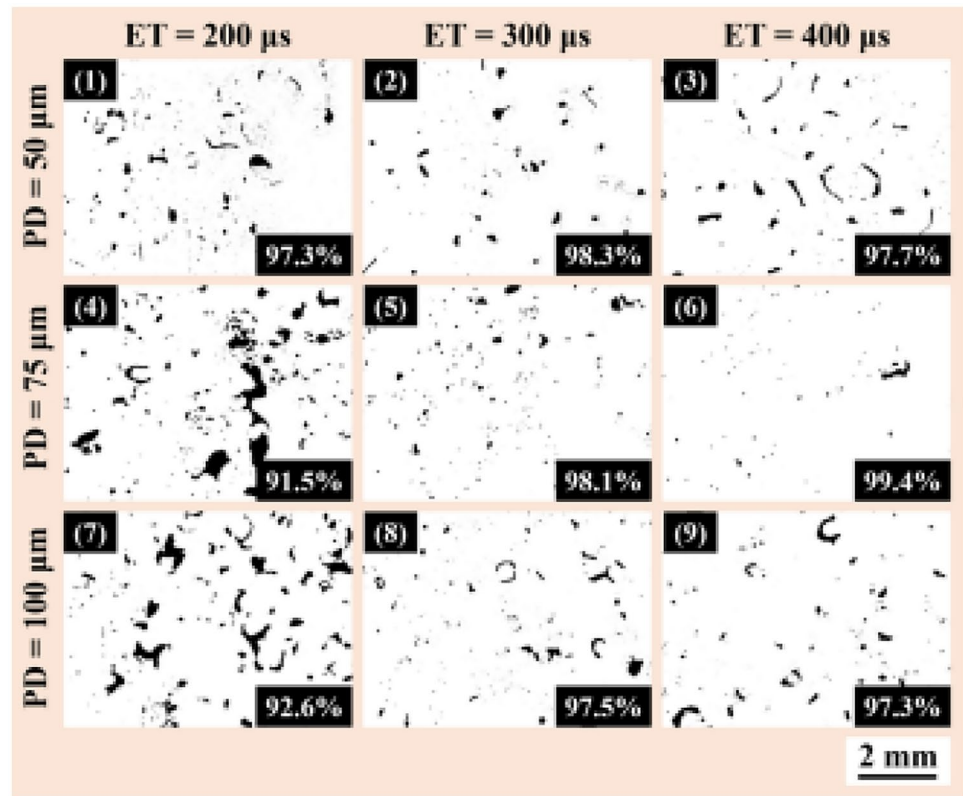 ET = 200 µs ET = 300 µs ET = 400 µs
PD = 50 µm
(1) (2) (3)
97.3% 98.3% 97.7%
PD = 75 µm
(4) (5) (6)
91.5% 98.1% 99.4%
PD = 100 µm
(7) (8) (9)
92.6% 97.5% 97.3%
2 mm